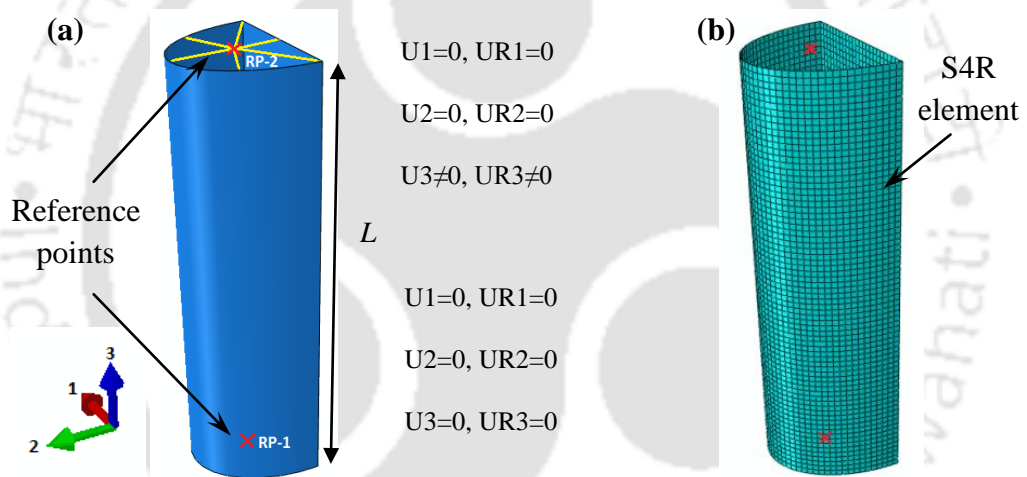 (a)
RP-2
U1=0, UR1=0
U2=0, UR2=0
U3≠0, UR3≠0
Reference
points
L
U1=0, UR1=0
U2=0, UR2=0
U3=0, UR3=0
RP-1
3
1
2
(b)
S4R
element
wahati